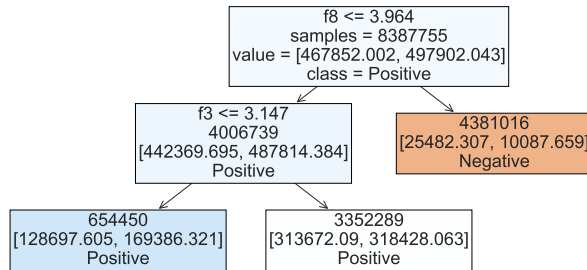 f8 <= 3.964
samples = 8387755
value = [467852.002, 497902.043]
class = Positive
f3 <= 3.147
4006739
[442369.695, 487814.384]
Positive
4381016
[25482.307, 10087.659]
Negative
654450
[128697.605, 169386.321]
Positive
3352289
[313672.09, 318428.063]
Positive